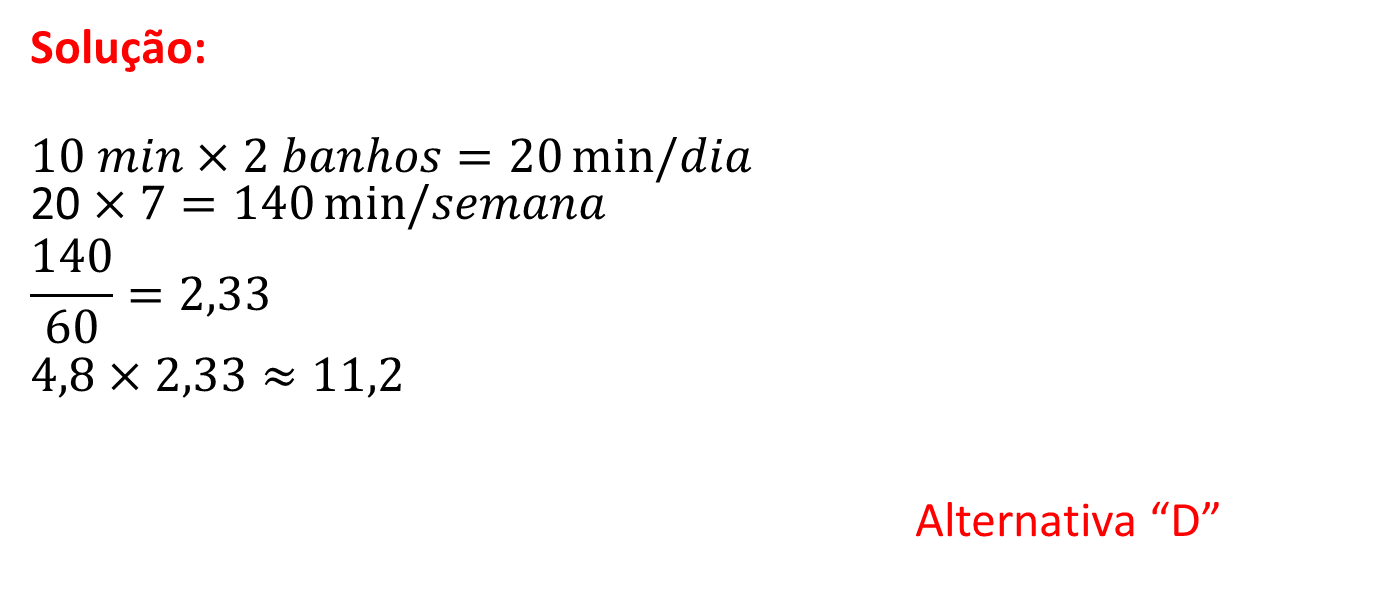 Solução:
10 min × 2 banhos = 20 min/dia
20 × 7 = 140 min/semana
140
60
= 2,33
4,8 × 2,33 ≈ 11,2
Alternativa “D”